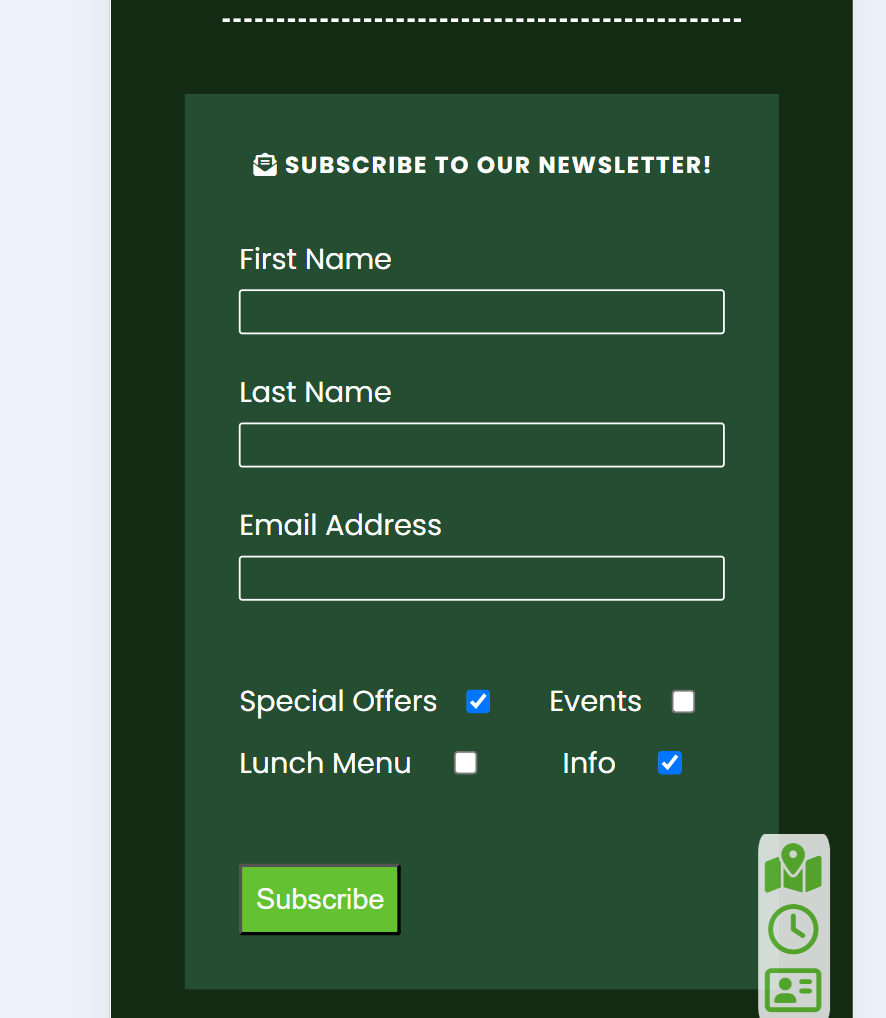 SUBSCRIBE TO OUR NEWSLETTER!
First Name
Last Name
Email Address
Special Offers Events
Lunch Menu Info
Subscribe